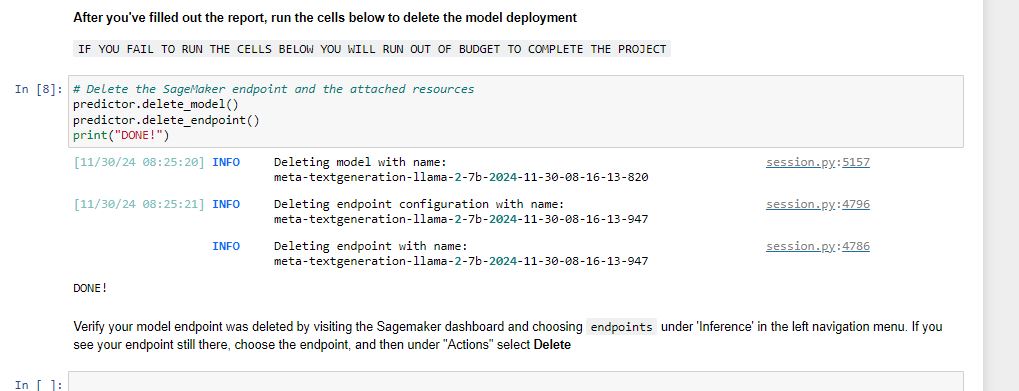 After you've filled out the report, run the cells below to delete the model deployment
IF YOU FAIL TO RUN THE CELLS BELOW YOU WILL RUN OUT OF BUDGET TO COMPLETE THE PROJECT
In [8]: # Delete the SageMaker endpoint and the attached resources
predictor.delete_model()
predictor.delete_endpoint()
print("DONE!")
[11/30/24 08:25:20] INFO Deleting model with name: session.py:5157
meta-textgeneration-llama-2-7b-2024-11-30-08-16-13-820
[11/30/24 08:25:21] INFO Deleting endpoint configuration with name: session.py:4796
meta-textgeneration-llama-2-7b-2024-11-30-08-16-13-947
INFO Deleting endpoint with name: session.py:4786
meta-textgeneration-llama-2-7b-2024-11-30-08-16-13-947
DONE!
Verify your model endpoint was deleted by visiting the Sagemaker dashboard and choosing endpoints under 'Inference' in the left navigation menu. If you
see your endpoint still there, choose the endpoint, and then under "Actions" select Delete
In [ ]: